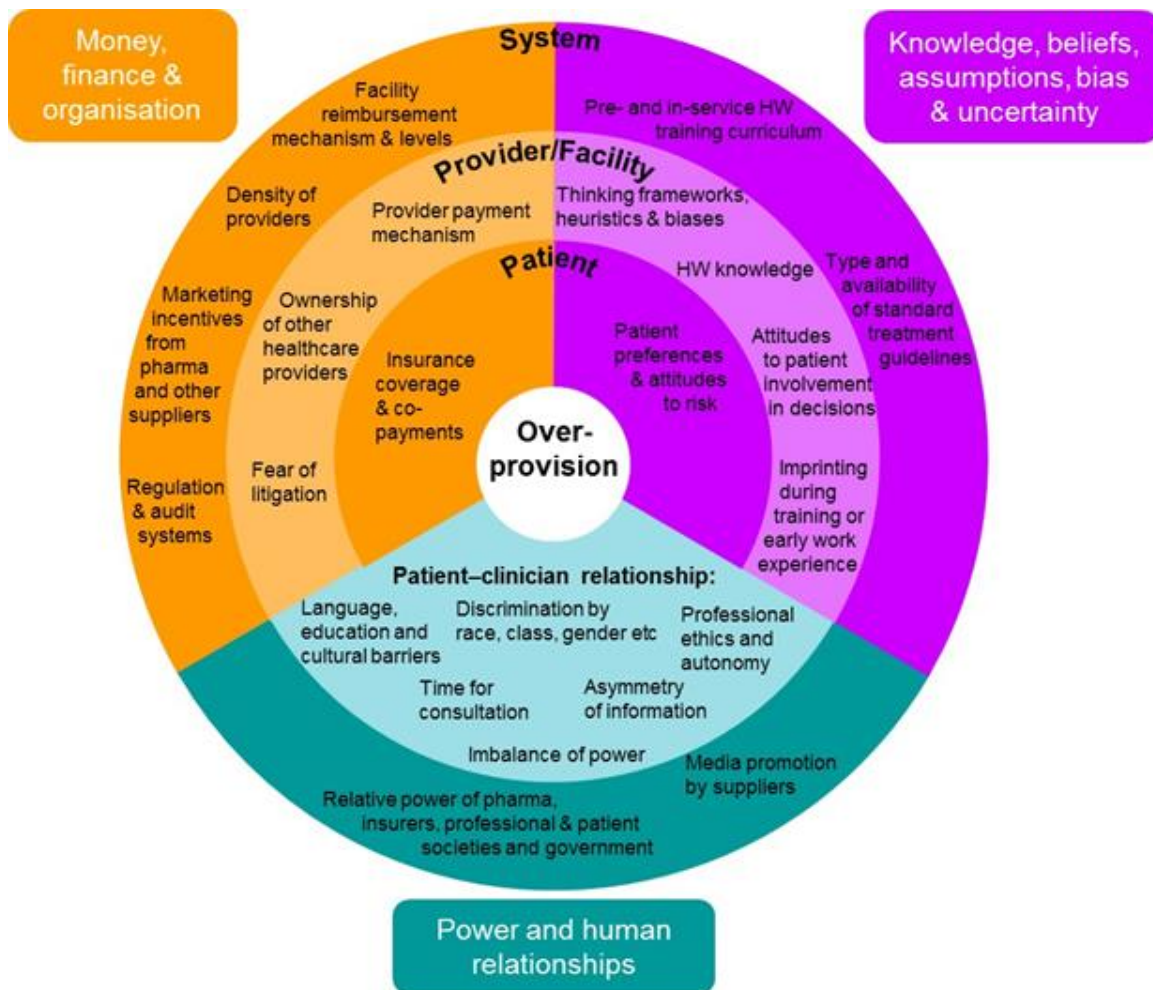 Money,
finance &
organisation
Knowledge, beliefs,
assumptions, bias
& uncertainty
System
Facility
reimbursement
mechanism & levels
Density of
providers
Marketing
incentives
from
pharma
and other
suppliers
Regulation
& audit
systems
Pre- and in-service HW
training curriculum
Type and
availability
of standard
treatment
guidelines
Provider/Facility
Provider payment
mechanism
Ownership
of other
healthcare
providers
Fear of
litigation
Thinking frameworks,
heuristics & biases
HW knowledge
Attitudes
to patient
involvement
in decisions
Imprinting
during
training or
early work
experience
Patient
Insurance
coverage
& co-
payments
Patient
preferences
& attitudes
to risk
Over-
provision
Patient–clinician relationship:
Language,
education and
cultural barriers
Discrimination by
race, class, gender etc
Professional
ethics and
autonomy
Time for
consultation
Asymmetry
of information
Imbalance of power
Media promotion
by suppliers
Relative power of pharma,
insurers, professional & patient
societies and government
Power and human
relationships